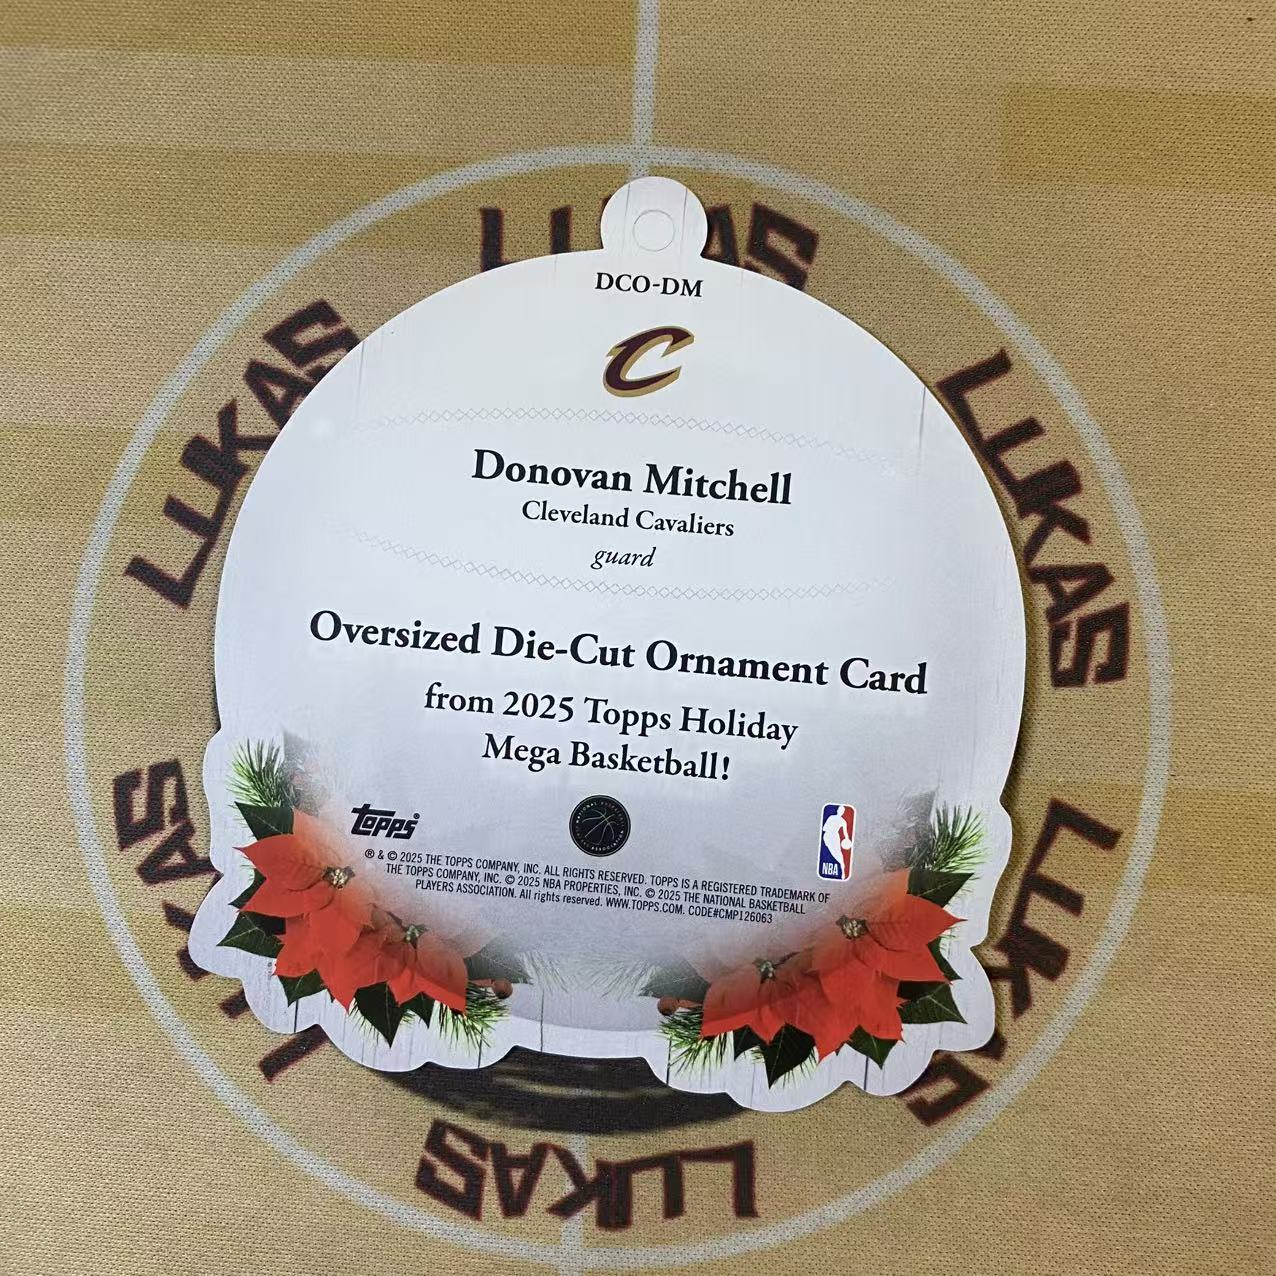 LUKAS
LUKAS
LUKAS
DCO-DM
C
Donovan Mitchell
Cleveland Cavaliers
guard
Oversized Die-Cut Ornament Card
from 2025 Topps Holiday
Mega Basketball!
Topps®
NBA
® & © 2025 THE TOPPS COMPANY, INC. ALL RIGHTS RESERVED. TOPPS IS A REGISTERED TRADEMARK OF
THE TOPPS COMPANY, INC. © 2025 NBA PROPERTIES, INC. © 2025 THE NATIONAL BASKETBALL
PLAYERS ASSOCIATION. All rights reserved. WWW.TOPPS.COM. CODE#CMP126063
LUKAS